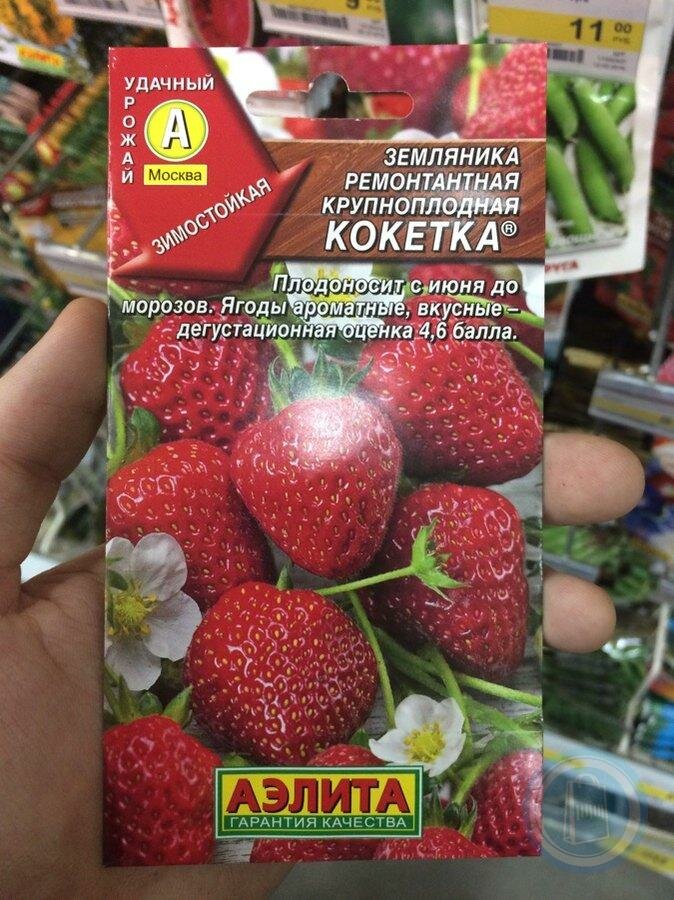 УДАЧНЫЙ
УРОЖАЙ
А
Москва
ЗИМОСТОЙКАЯ
ЗЕМЛЯНИКА
РЕМОНТАНТНАЯ
КРУПНОПЛОДНАЯ
КОКЕТКА®
Плодоносит с июня до
морозов. Ягоды ароматные, вкусные –
дегустационная оценка 4,6 балла.
АЭЛИТА
ГАРАНТИЯ КАЧЕСТВА
11 00
РУБ